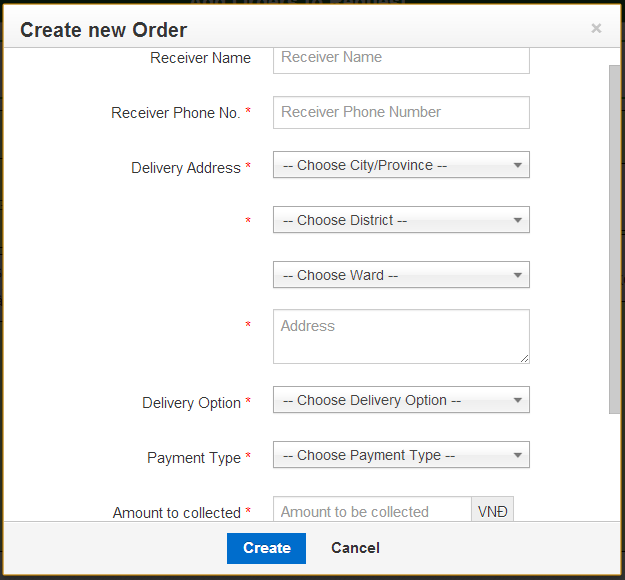 Create new Order ×
Receiver Name Receiver Name
Receiver Phone No. * Receiver Phone Number
Delivery Address * -- Choose City/Province --
* -- Choose District --
-- Choose Ward --
* Address
Delivery Option * -- Choose Delivery Option --
Payment Type * -- Choose Payment Type --
Amount to collected * Amount to be collected VNĐ
Create Cancel